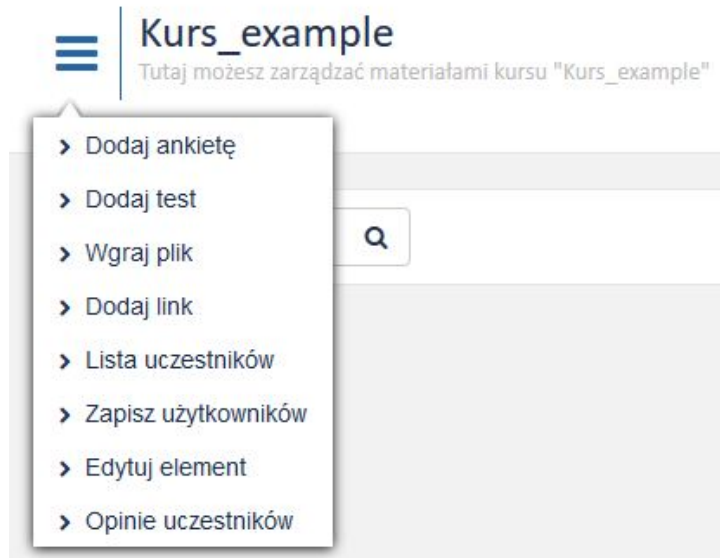 Kurs_example
Tutaj możesz zarządzać materiałami kursu "Kurs_example"
Dodaj ankietę
Dodaj test
Wgraj plik
Dodaj link
Lista uczestników
Zapisz użytkowników
Edytuj element
Opinie uczestników